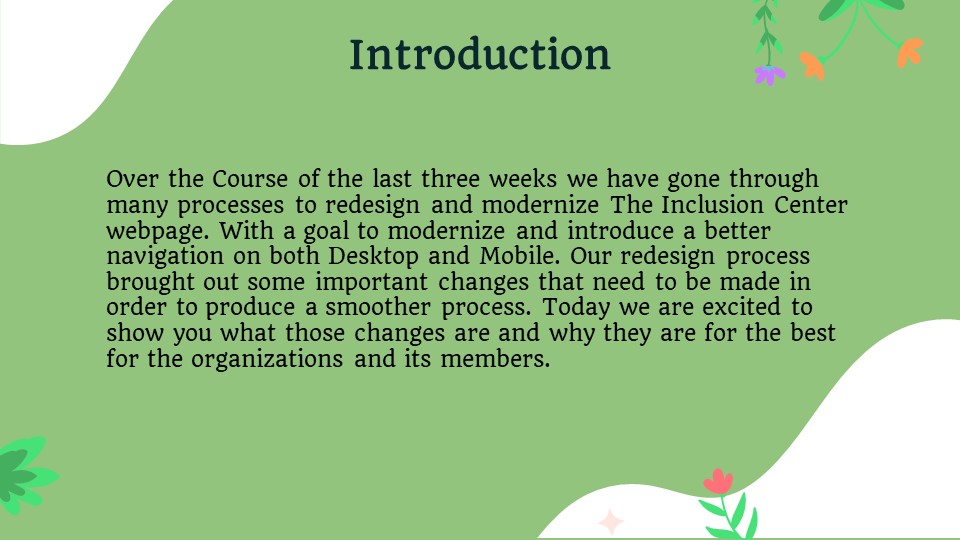 Introduction
Over the Course of the last three weeks we have gone through
many processes to redesign and modernize The Inclusion Center
webpage. With a goal to modernize and introduce a better
navigation on both Desktop and Mobile. Our redesign process
brought out some important changes that need to be made in
order to produce a smoother process. Today we are excited to
show you what those changes are and why they are for the best
for the organizations and its members.